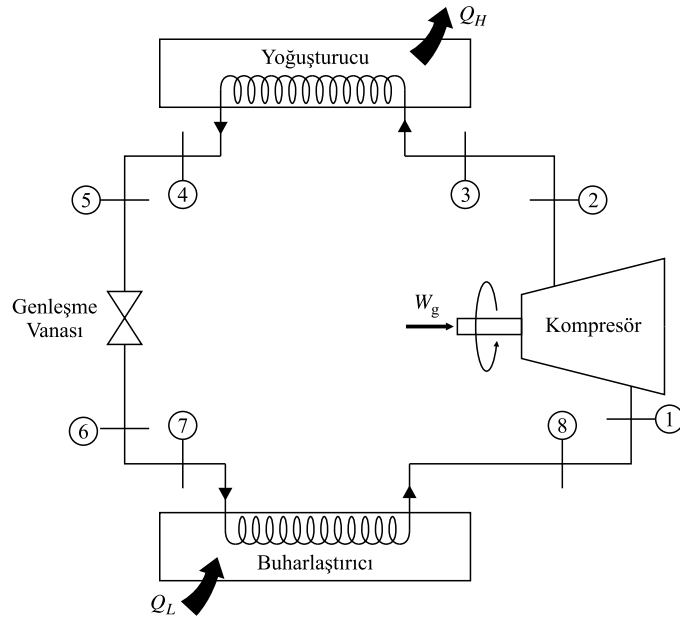 Q_H
Yoğuşturucu
4
3
5
2
Genleşme
Vanası
W_g
Kompresör
6
7
8
1
Buharlaştırıcı
Q_L